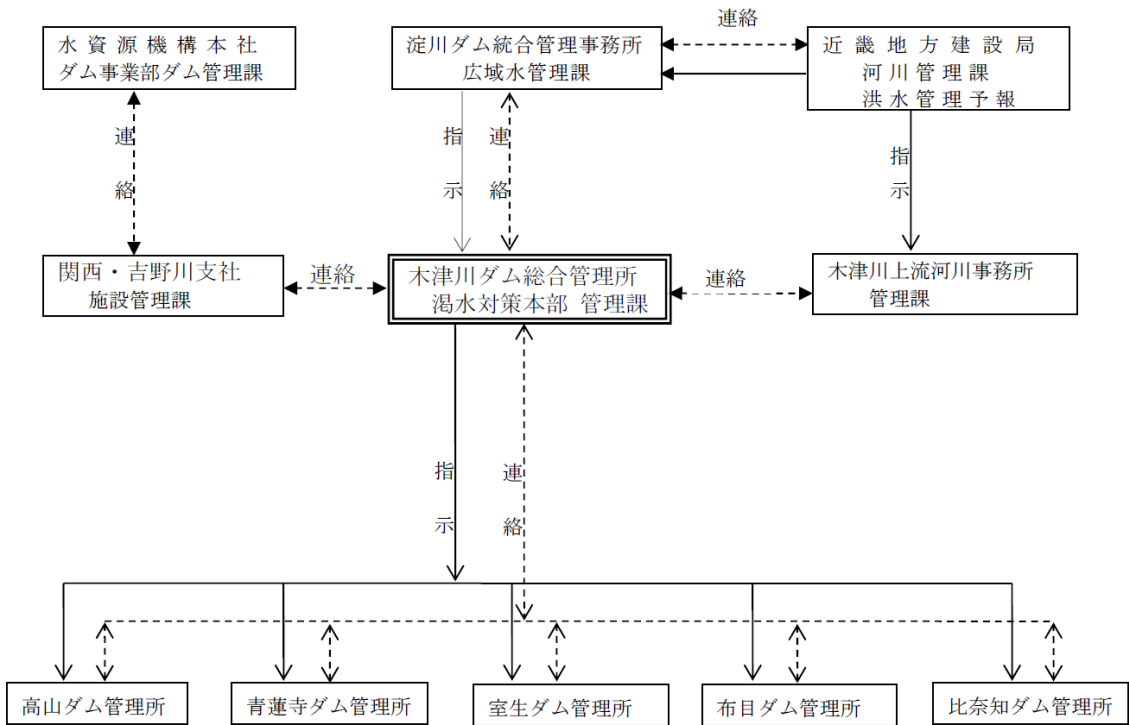 水資源機構本社
ダム事業部ダム管理課
淀川ダム統合管理事務所
広域水管理課
連絡
近畿地方建設局
河川管理課
洪水管理予報
連絡
指示
連絡
指示
関西・吉野川支社
施設管理課
連絡
木津川ダム総合管理所
渇水対策本部 管理課
連絡
木津川上流河川事務所
管理課
指示
連絡
高山ダム管理所
青蓮寺ダム管理所
室生ダム管理所
布目ダム管理所
比奈知ダム管理所